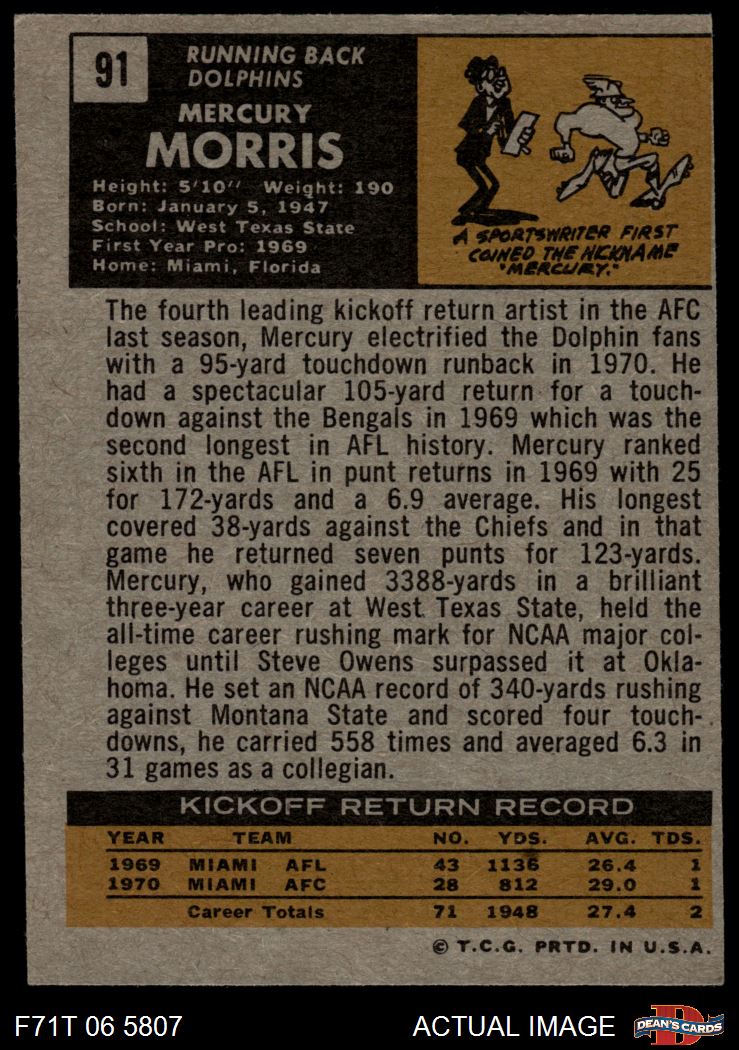 91
RUNNING BACK
DOLPHINS
MERCURY
MORRIS
Height: 5'10" Weight: 190
Born: January 5, 1947
School: West Texas State
First Year Pro: 1969
Home: Miami, Florida
A SPORTSWRITER FIRST
COINED THE NICKNAME
"MERCURY."
The fourth leading kickoff return artist in the AFC
last season, Mercury electrified the Dolphin fans
with a 95-yard touchdown runback in 1970. He
had a spectacular 105-yard return for a touch-
down against the Bengals in 1969 which was the
second longest in AFL history. Mercury ranked
sixth in the AFL in punt returns in 1969 with 25
for 172-yards and a 6.9 average. His longest
covered 38-yards against the Chiefs and in that
game he returned seven punts for 123-yards.
Mercury, who gained 3388-yards in a brilliant
three-year career at West Texas State, held the
all-time career rushing mark for NCAA major col-
leges until Steve Owens surpassed it at Okla-
homa. He set an NCAA record of 340-yards rushing
against Montana State and scored four touch-
downs, he carried 558 times and averaged 6.3 in
31 games as a collegian.
KICKOFF RETURN RECORD
YEAR TEAM NO. YDS. AVG. TDS.
1969 MIAMI AFL 43 1136 26.4 1
1970 MIAMI AFC 28 812 29.0 1
Career Totals 71 1948 27.4 2
© T.C.G. PRTD. IN U.S.A.
F71T 06 5807 ACTUAL IMAGE DEAN'S CARDS